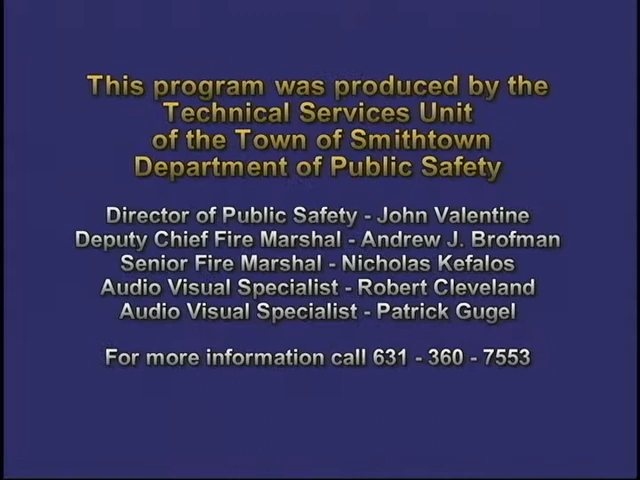 This program was produced by the
Technical Services Unit
of the Town of Smithtown
Department of Public Safety
Director of Public Safety - John Valentine
Deputy Chief Fire Marshal - Andrew J. Brofman
Senior Fire Marshal - Nicholas Kefalos
Audio Visual Specialist - Robert Cleveland
Audio Visual Specialist - Patrick Gugel
For more information call 631 - 360 - 7553